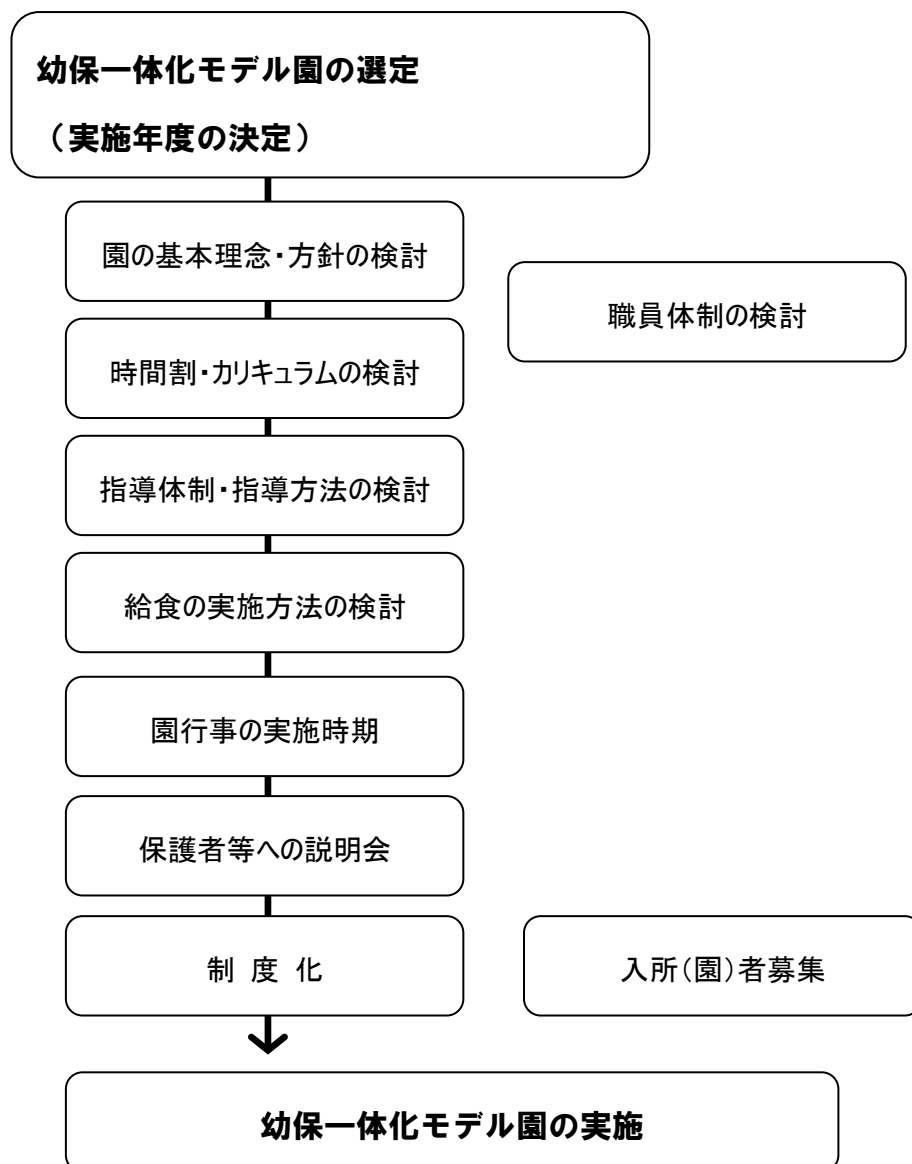 幼保一体化モデル園の選定
（実施年度の決定）
園の基本理念・方針の検討
職員体制の検討
時間割・カリキュラムの検討
指導体制・指導方法の検討
給食の実施方法の検討
園行事の実施時期
保護者等への説明会
制 度 化
入所（園）者募集
幼保一体化モデル園の実施